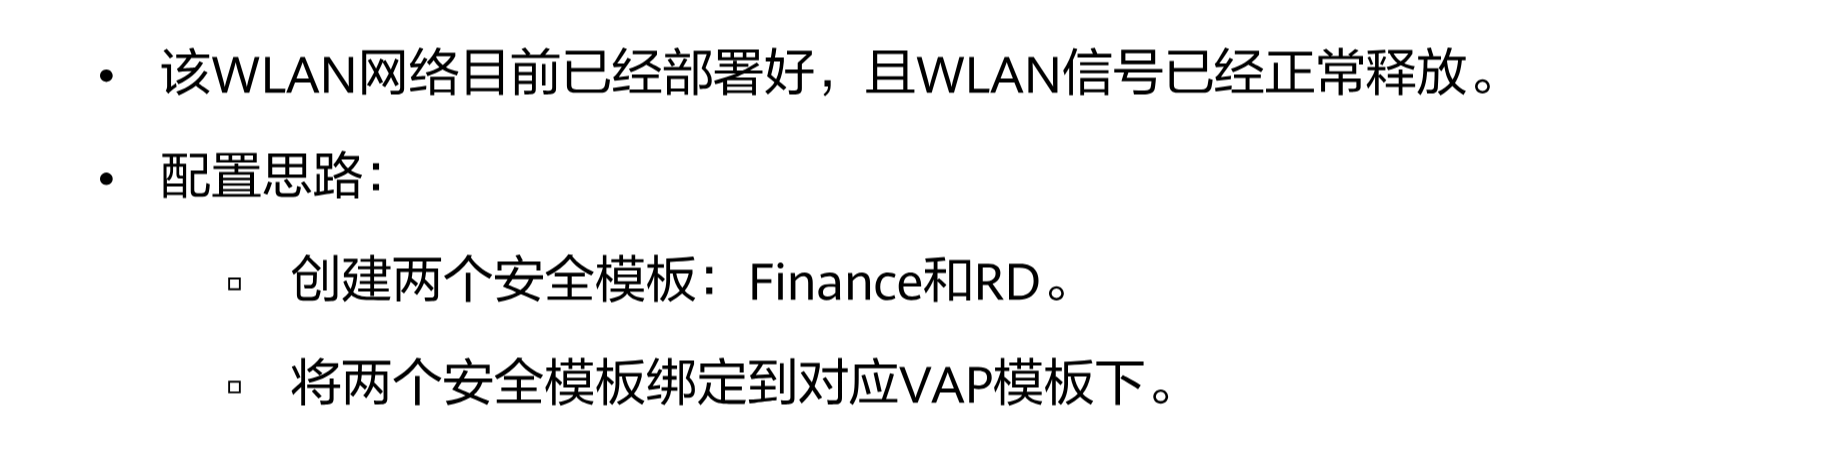 • 该WLAN网络目前已经部署好，且WLAN信号已经正常释放。
• 配置思路：
▫ 创建两个安全模板：Finance和RD。
▫ 将两个安全模板绑定到对应VAP模板下。